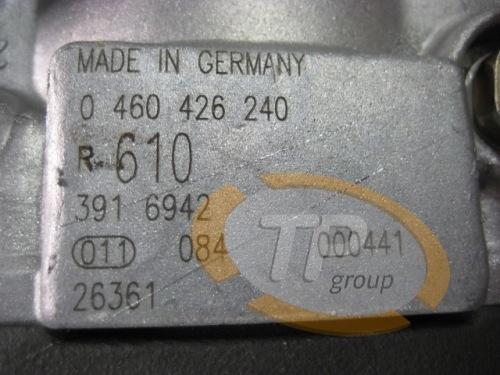 MADE IN GERMANY
0 460 426 240
R-610
391 6942
011 084 000441
26361
TP
group